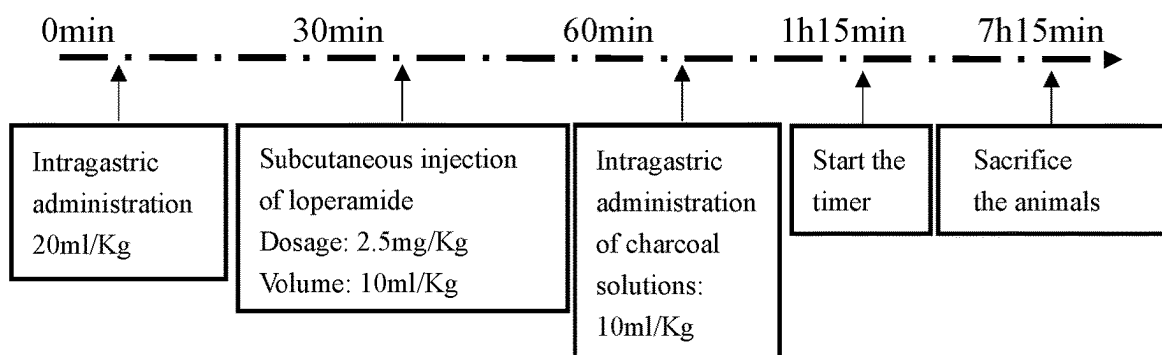 0min 30min 60min 1h15min 7h15min
Intragastric
administration
20ml/Kg
Subcutaneous injection
of loperamide
Dosage: 2.5mg/Kg
Volume: 10ml/Kg
Intragastric
administration
of charcoal
solutions:
10ml/Kg
Start the
timer
Sacrifice
the animals